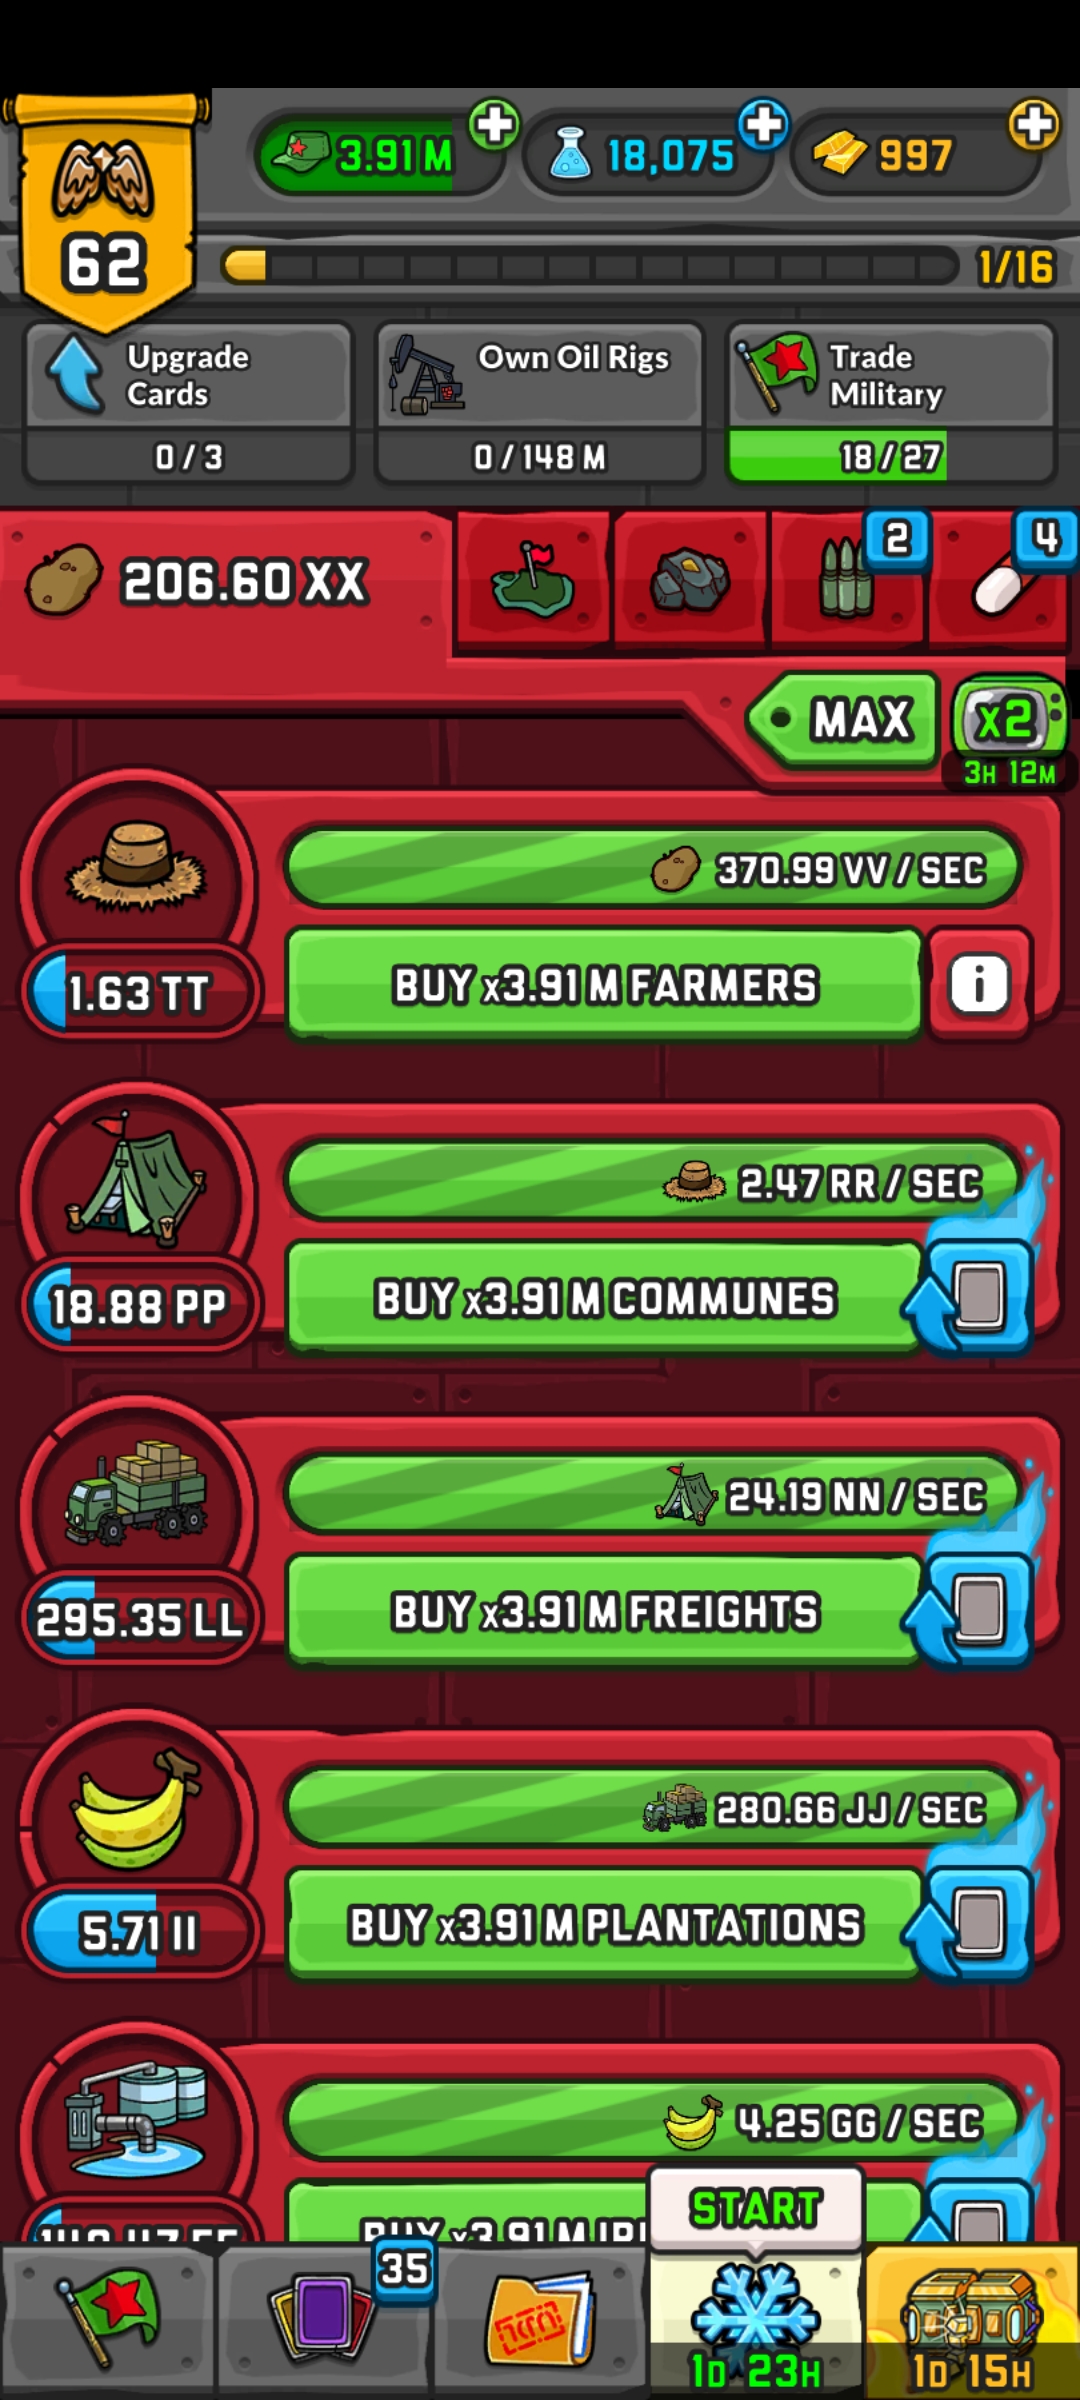 62
3.91 M
18,075
997
1/16
Upgrade Cards
0 / 3
Own Oil Rigs
0 / 148 M
Trade Military
18 / 27
206.60 XX
2
4
MAX
x2
3H 12M
370.99 VV / SEC
1.63 TT
BUY x3.91 M FARMERS
i
2.47 RR / SEC
18.88 PP
BUY x3.91 M COMMUNES
24.19 NN / SEC
295.35 LL
BUY x3.91 M FREIGHTS
280.66 JJ / SEC
5.71 II
BUY x3.91 M PLANTATIONS
4.25 GG / SEC
BUY x3.91 M
START
35
1D 23H
1D 15H